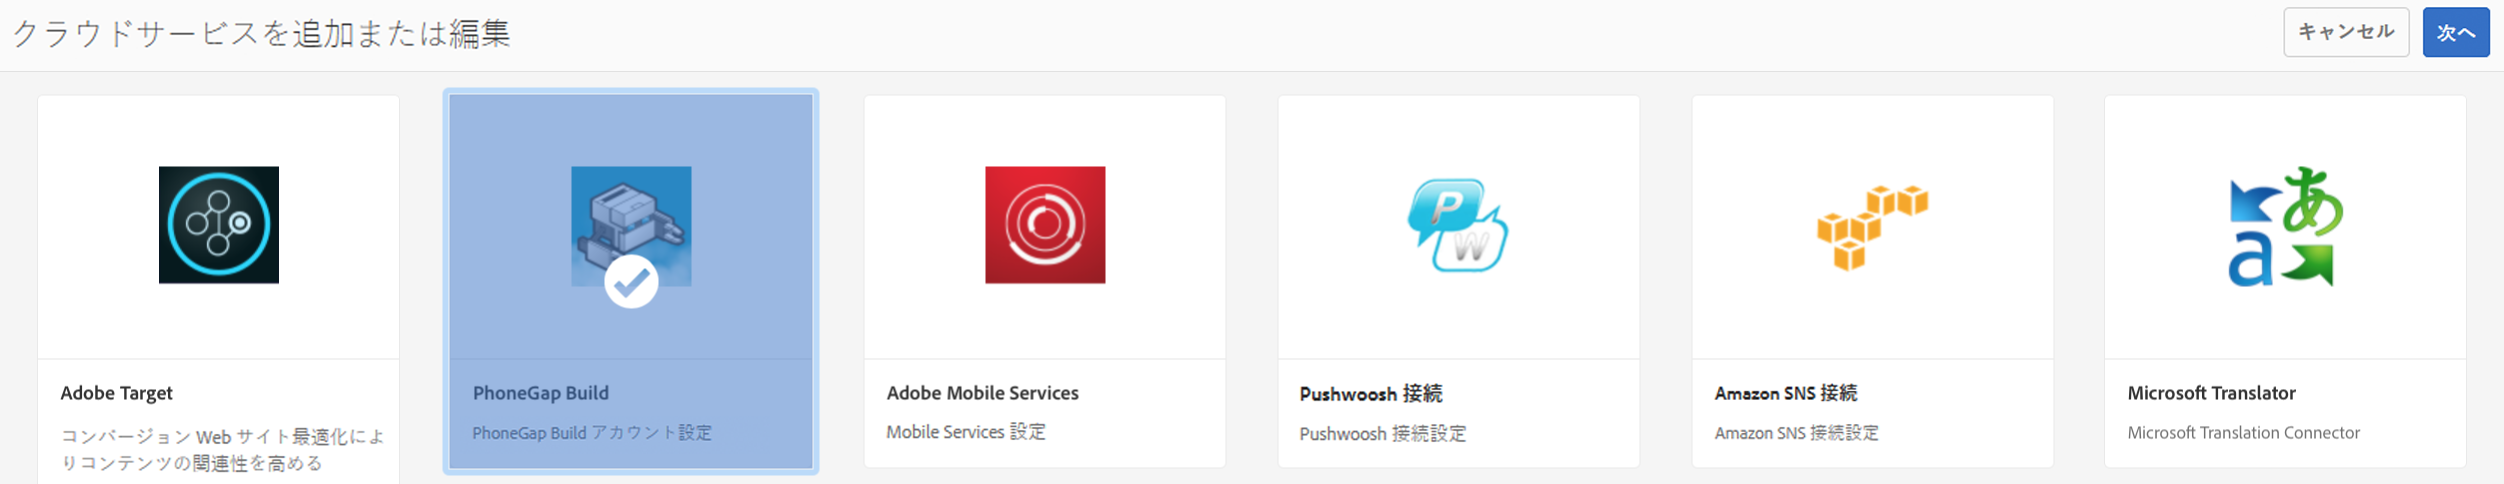 クラウドサービスを追加または編集
キャンセル
次へ
Adobe Target
コンバージョン Web サイト最適化によ
りコンテンツの関連性を高める
PhoneGap Build
PhoneGap Build アカウント設定
Adobe Mobile Services
Mobile Services 設定
P
W
Pushwoosh 接続
Pushwoosh 接続設定
Amazon SNS 接続
Amazon SNS 接続設定
あ
a
Microsoft Translator
Microsoft Translation Connector